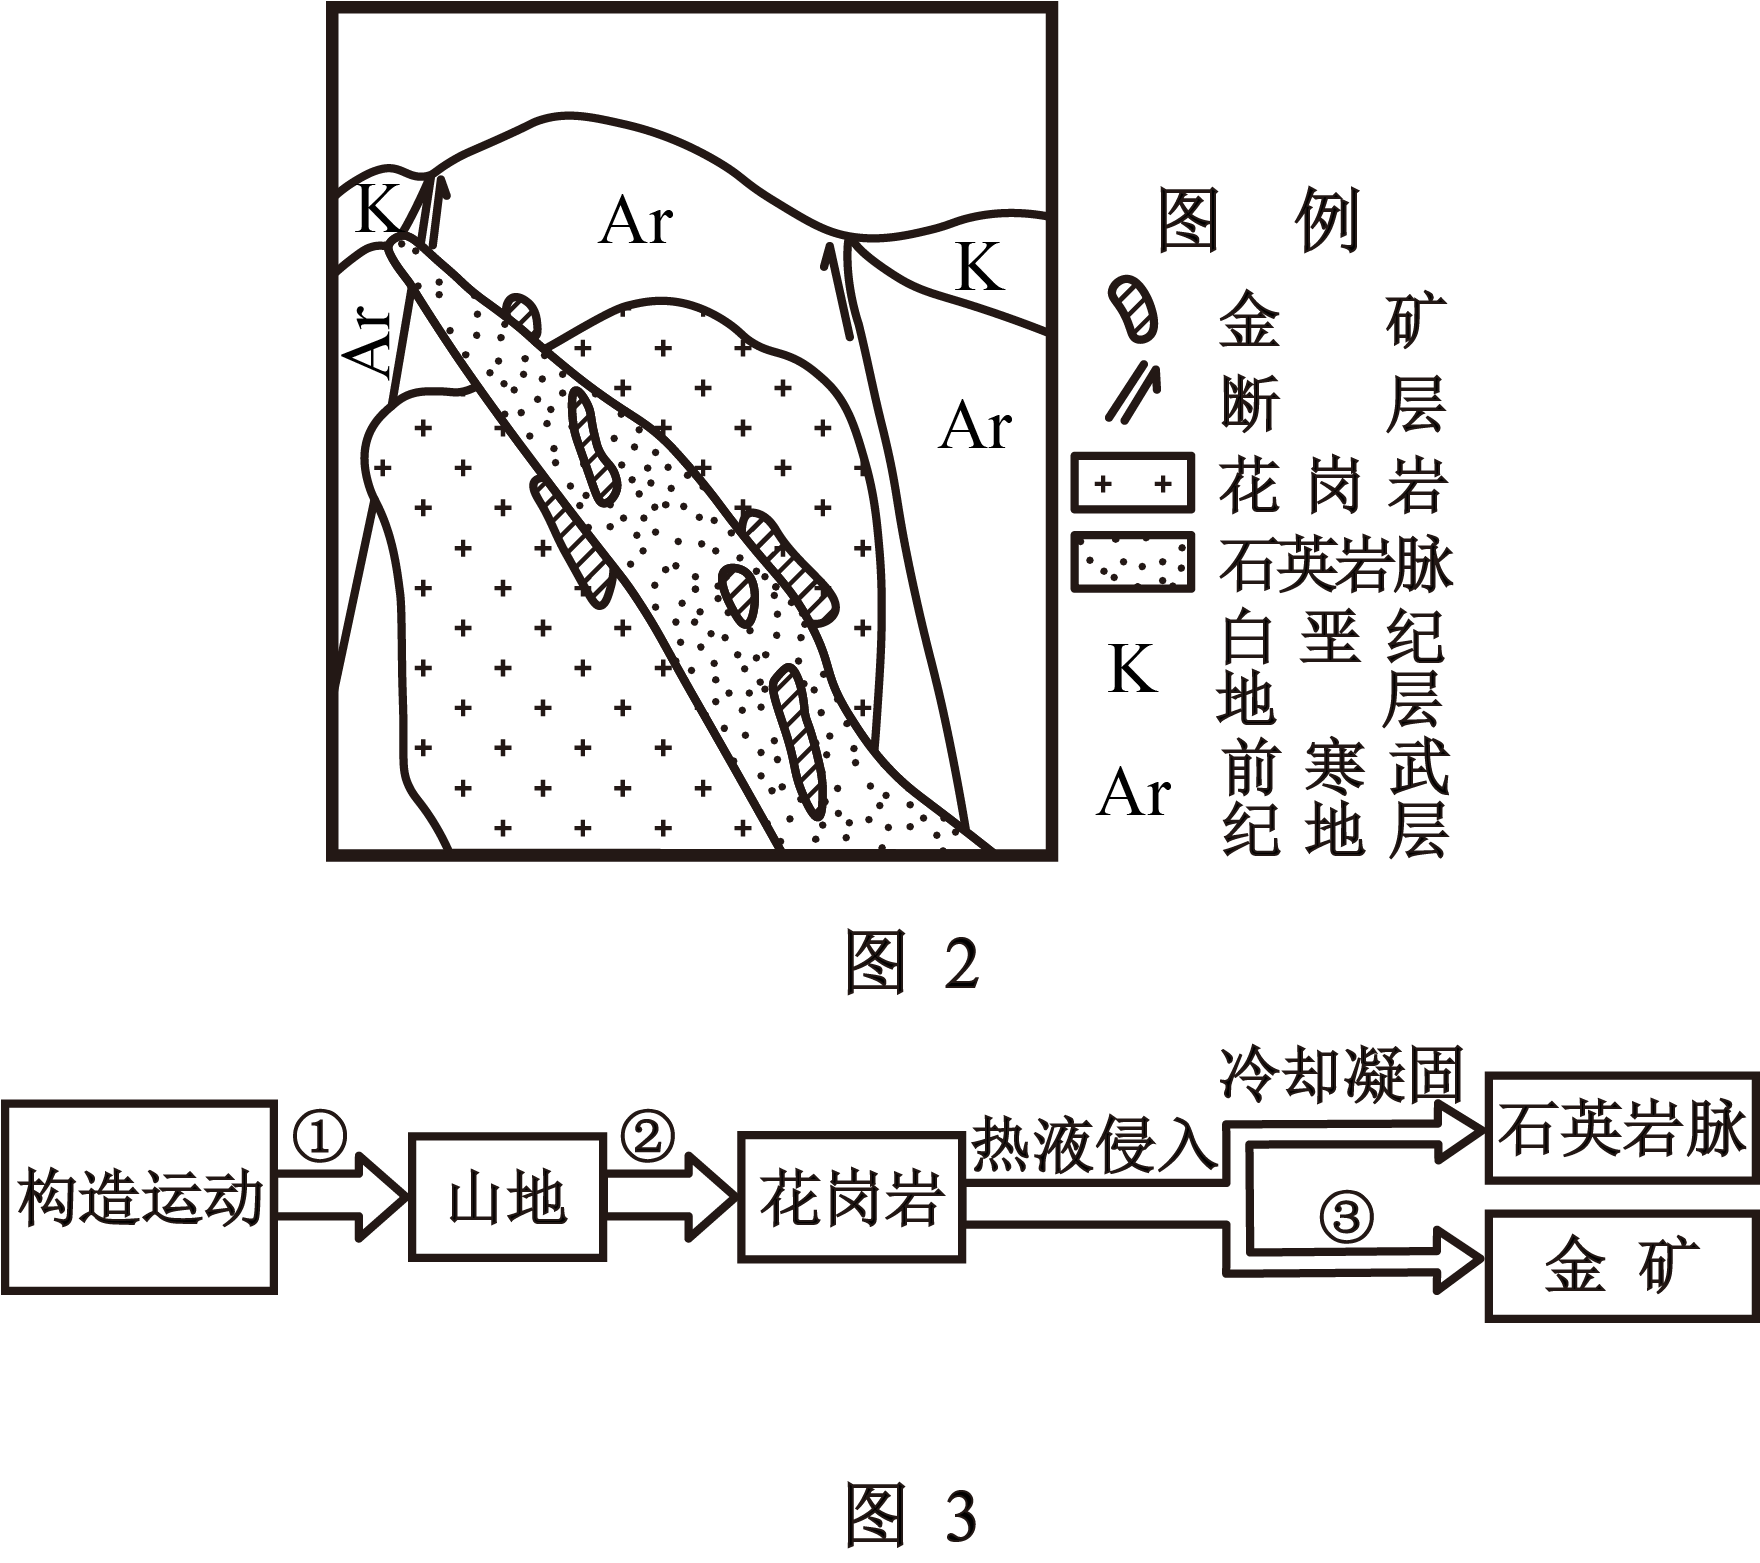 K
Ar
K
Ar
Ar
图 例
金 矿
断 层
花 岗 岩
石英岩脉
K
白 垩 纪
地 层
Ar
前 寒 武
纪 地 层
图 2
构造运动
①
山地
②
花岗岩
热液侵入
冷却凝固
石英岩脉
③
金 矿
图 3